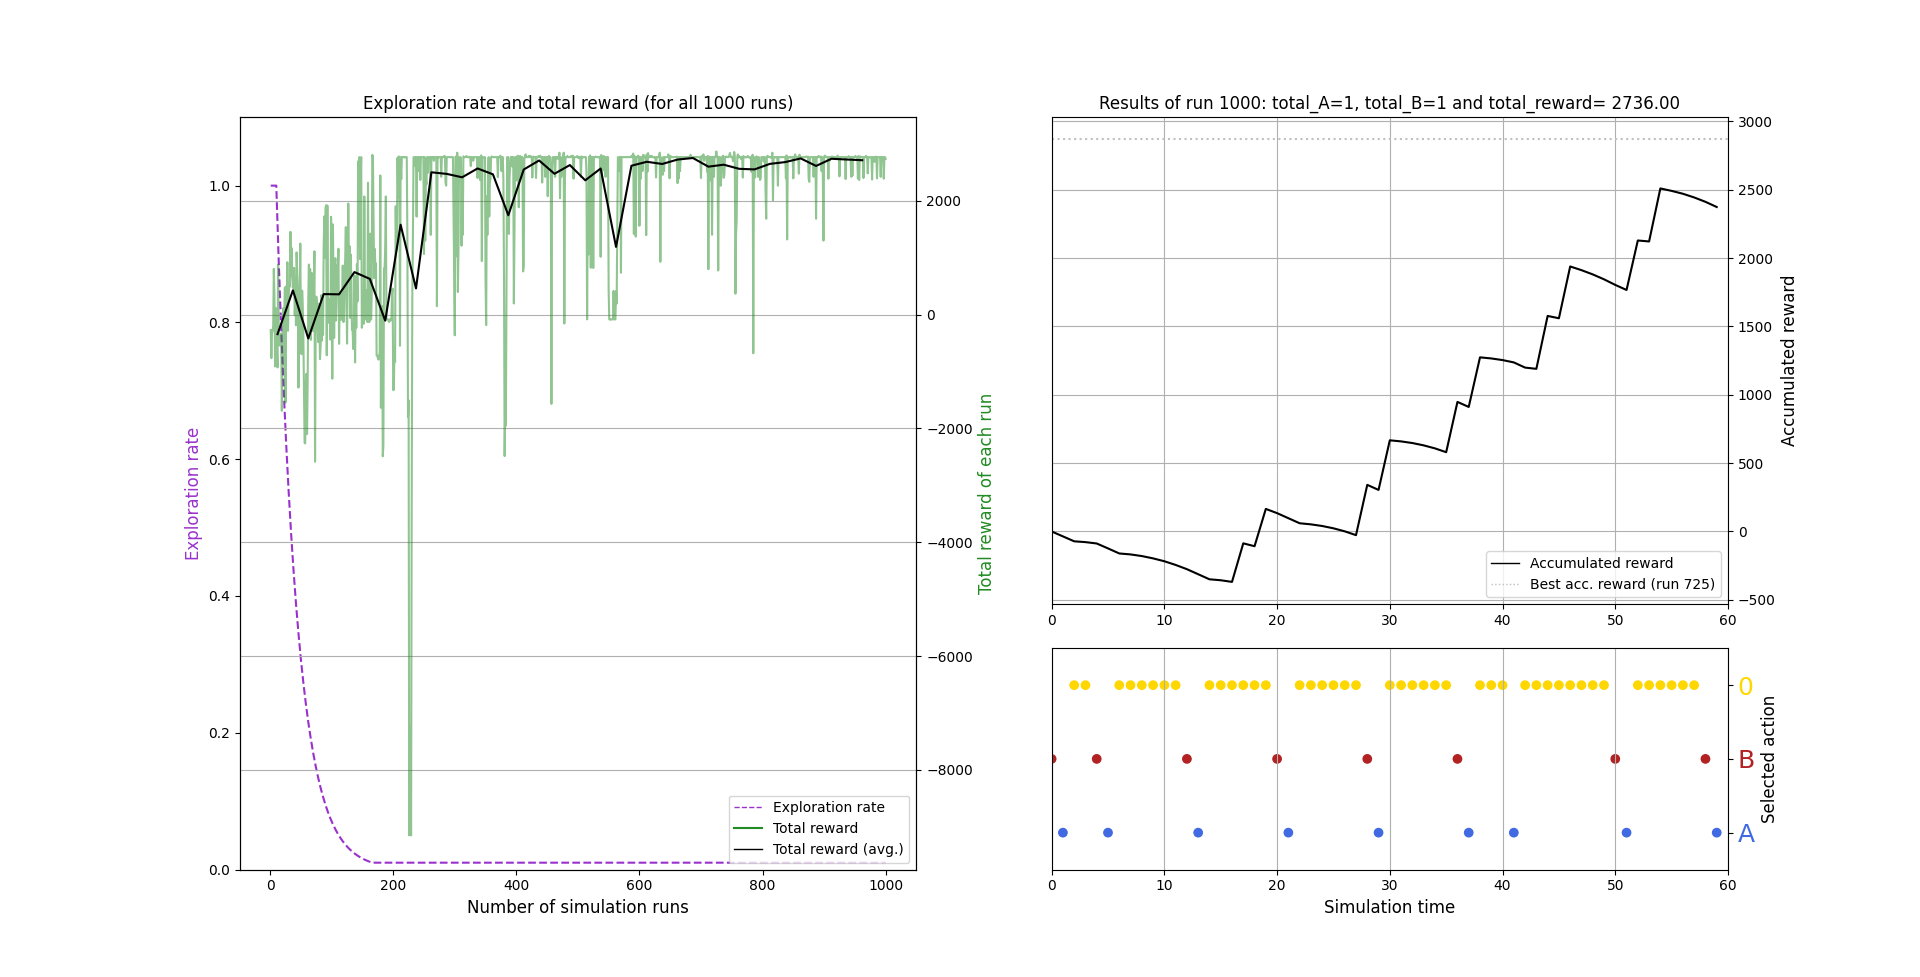 Exploration rate and total reward (for all 1000 runs)
Exploration rate
1.0
0.8
0.6
0.4
0.2
0.0
2000
0
−2000
−4000
−6000
−8000
Total reward of each run
Exploration rate
Total reward
Total reward (avg.)
0 200 400 600 800 1000
Number of simulation runs
Results of run 1000: total_A=1, total_B=1 and total_reward= 2736.00
3000
2500
2000
1500
1000
500
0
−500
Accumulated reward
Accumulated reward
Best acc. reward (run 725)
0 10 20 30 40 50 60
0
B
A
Selected action
0 10 20 30 40 50 60
Simulation time